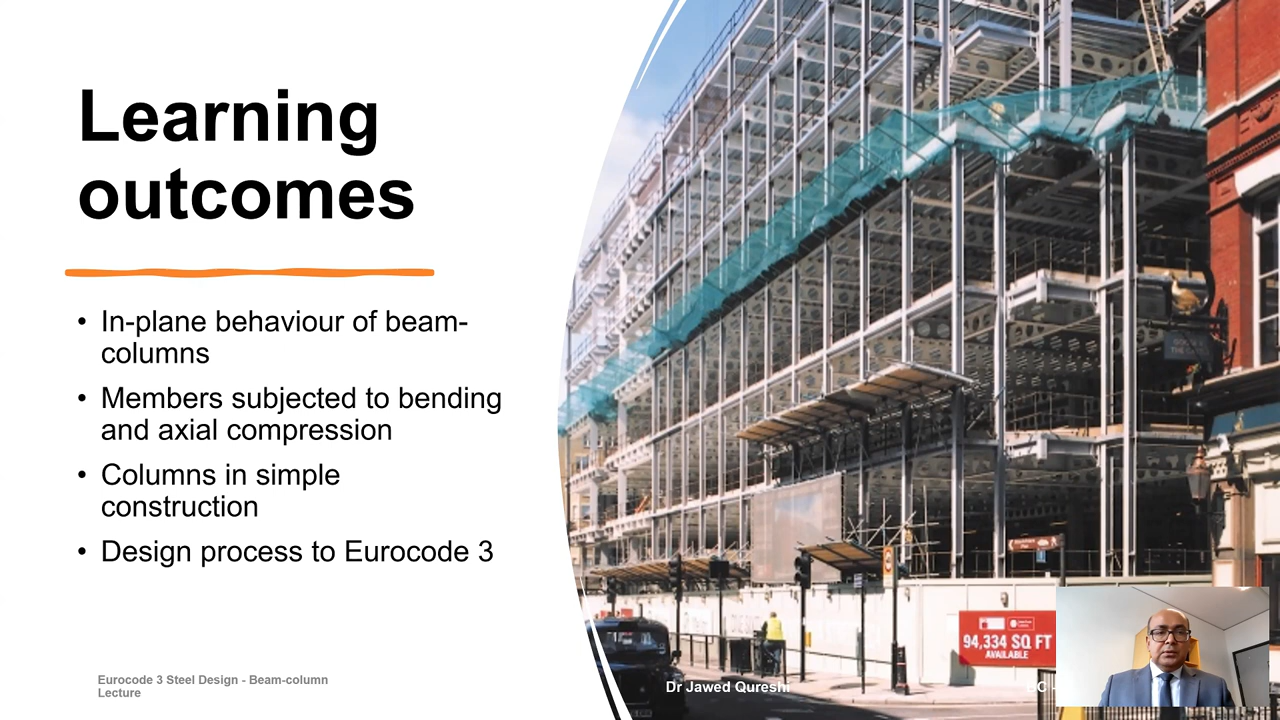 Learning
outcomes
• In-plane behaviour of beam-
columns
• Members subjected to bending
and axial compression
• Columns in simple
construction
• Design process to Eurocode 3
94,334 SQ FT
AVAILABLE
Eurocode 3 Steel Design - Beam-column
Lecture
Dr Jawed Qureshi